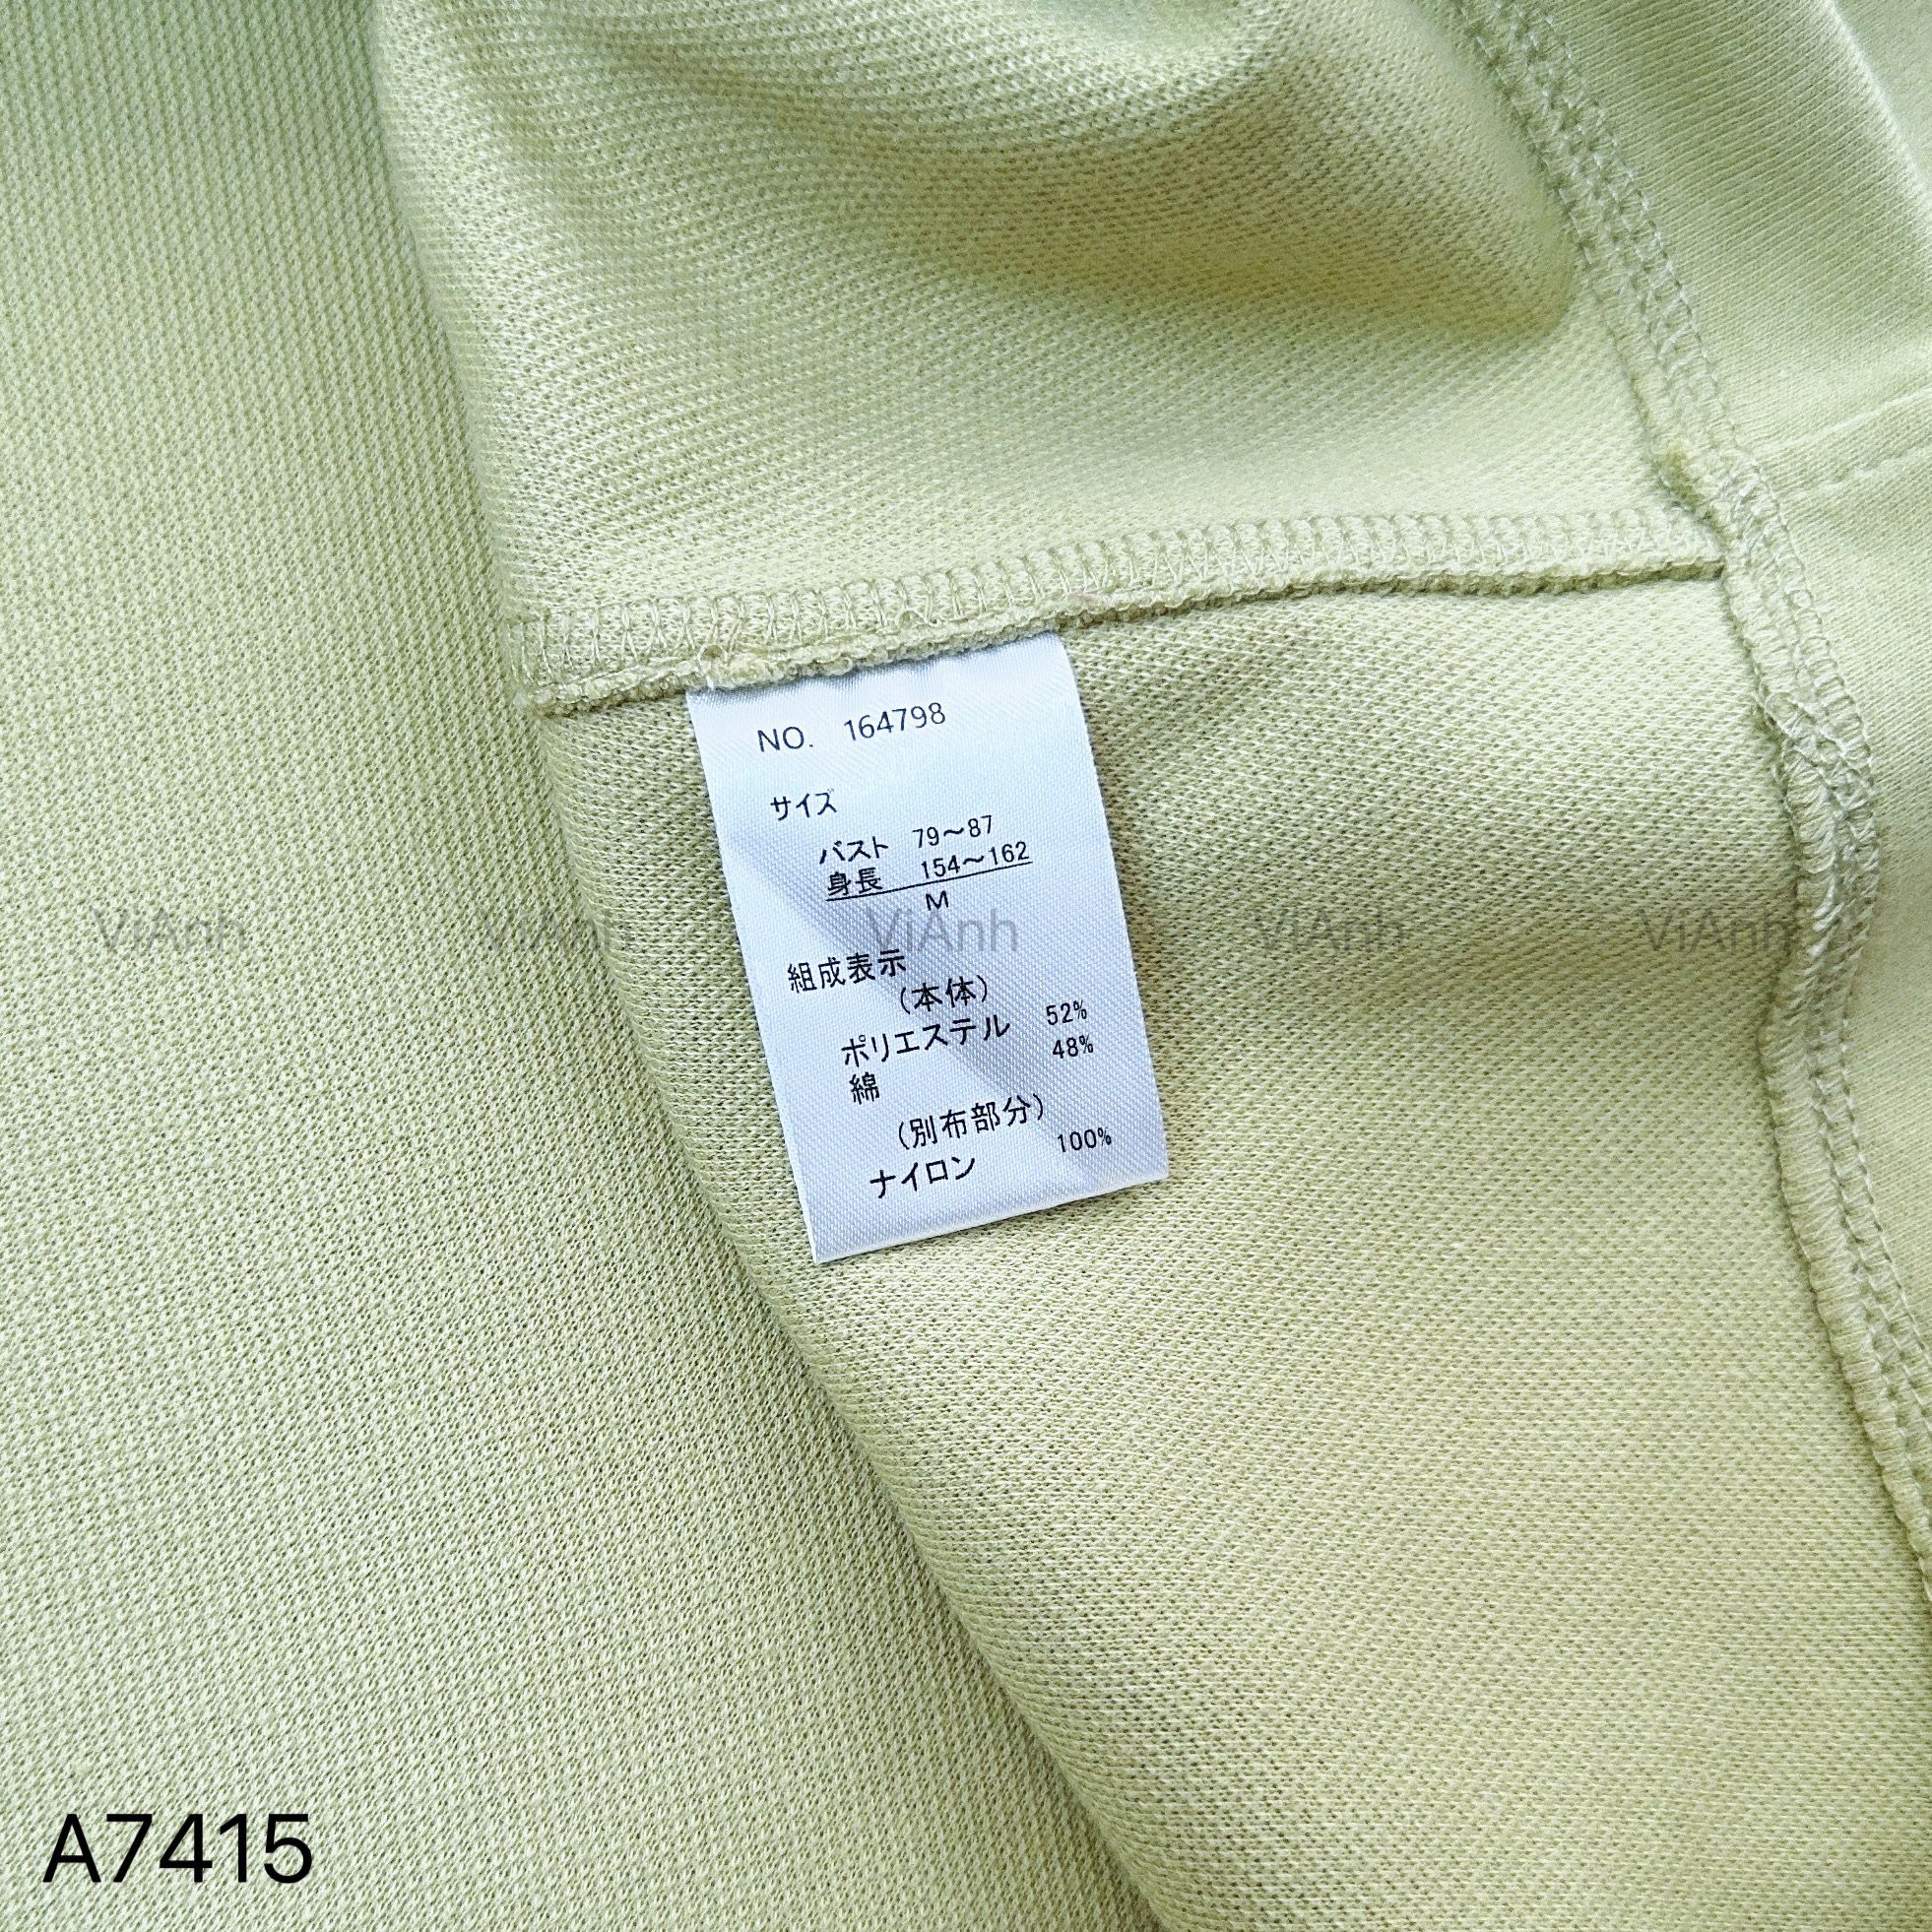 NO. 164798
サイズ
バスト 79～87
身長 154～162
M
ViAnh ViAnh ViAnh ViAnh ViAnh
組成表示
(本体)
ポリエステル 52%
綿 48%
(別布部分)
ナイロン 100%
A7415